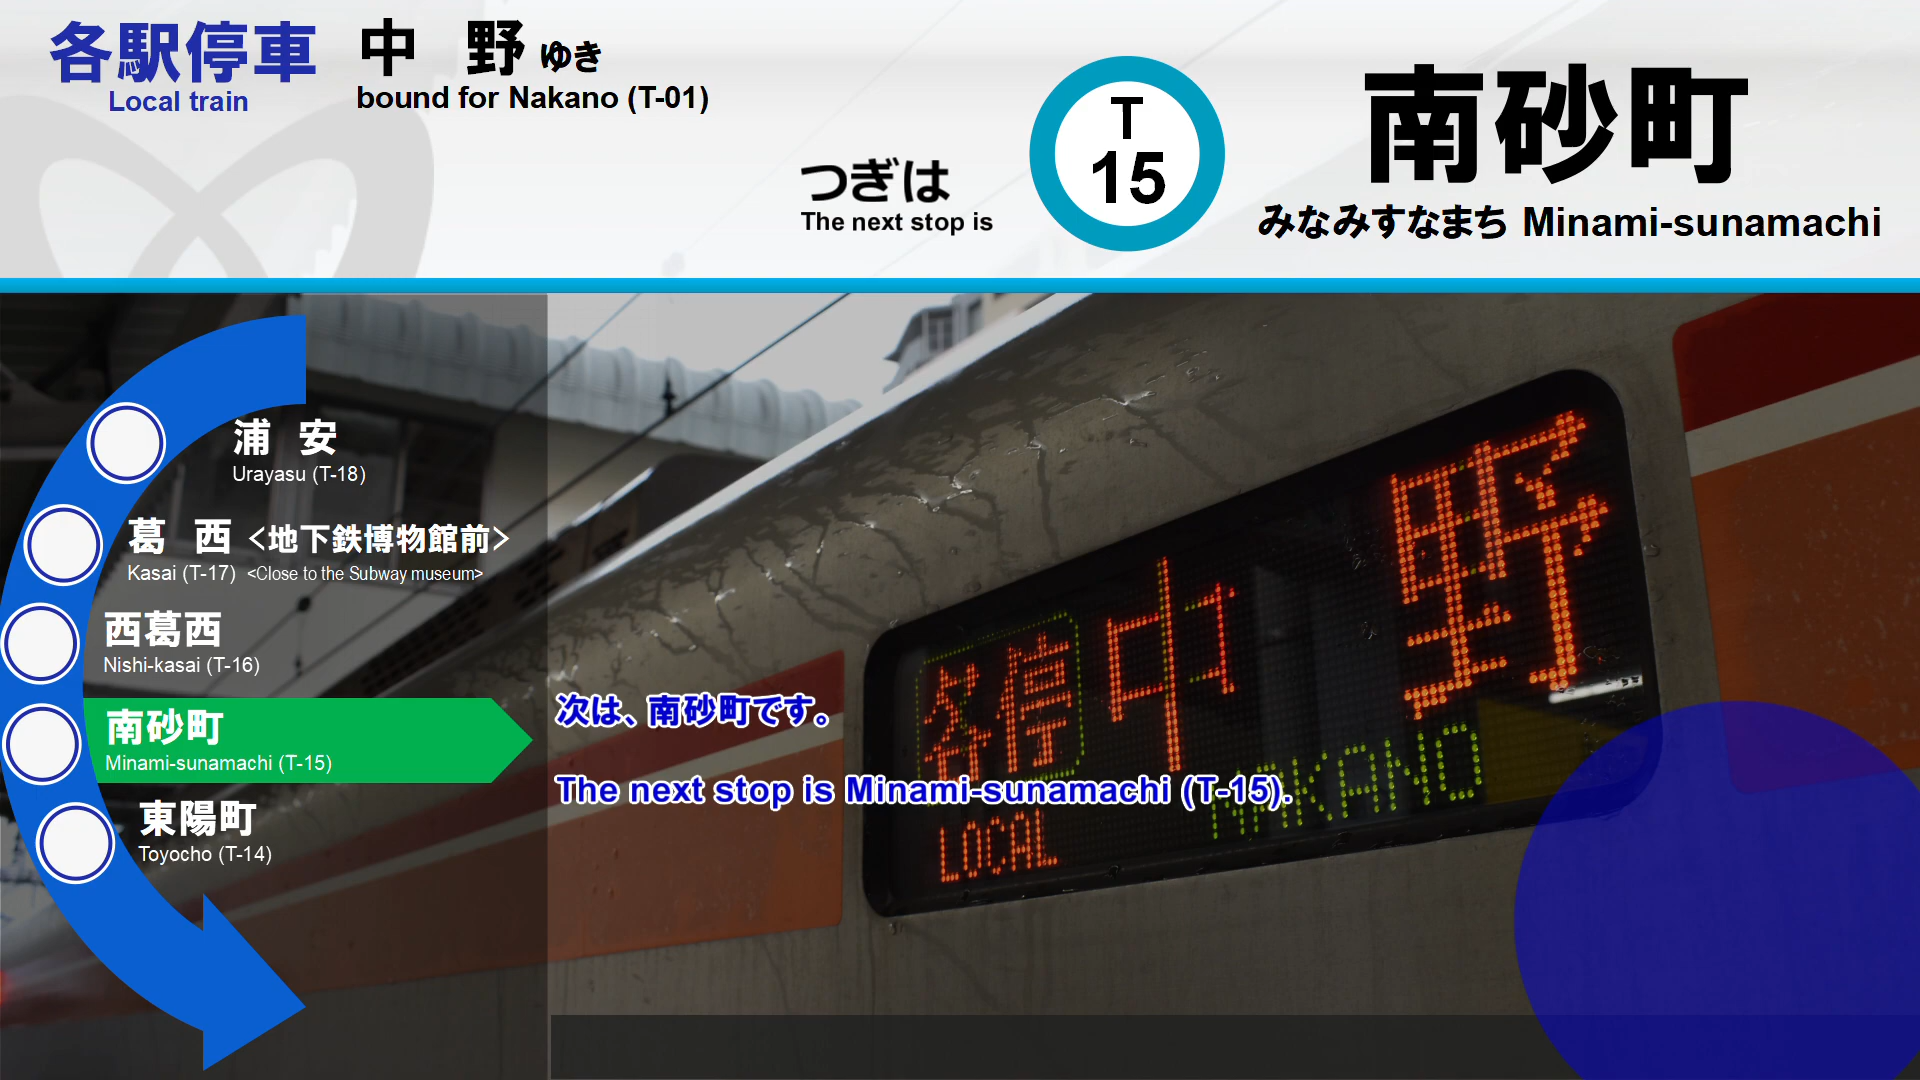 各駅停車
Local train
中 野 ゆき
bound for Nakano (T-01)
つぎは
The next stop is
T
15
南砂町
みなみすなまち Minami-sunamachi
浦 安
Urayasu (T-18)
葛 西 <地下鉄博物館前>
Kasai (T-17) <Close to the Subway museum>
西葛西
Nishi-kasai (T-16)
南砂町
Minami-sunamachi (T-15)
東陽町
Toyocho (T-14)
次は、南砂町です。
The next stop is Minami-sunamachi (T-15).
各停 中 野
LOCAL NAKANO